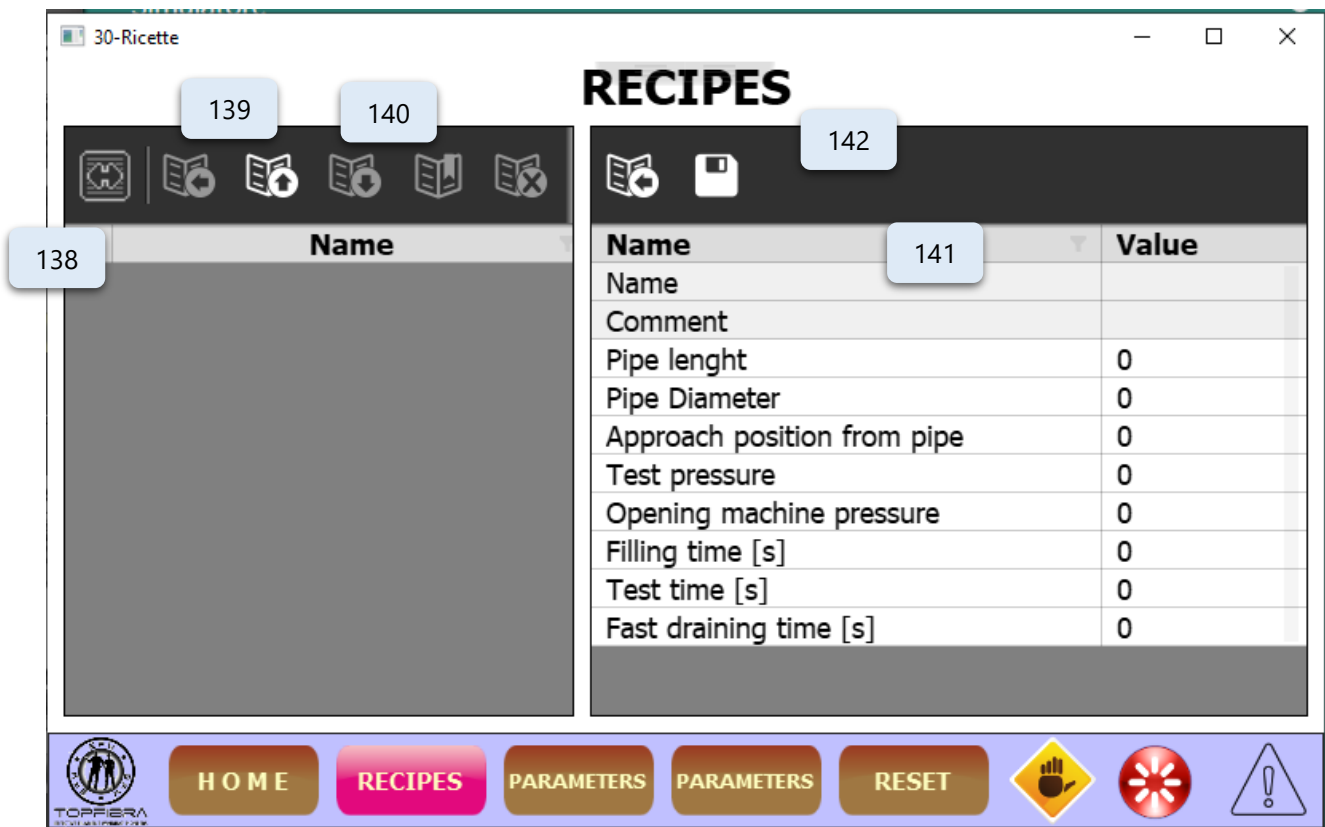 30-Ricette
RECIPES
139
140
142
138
Name
Name
141
Value
Name
Comment
Pipe lenght
0
Pipe Diameter
0
Approach position from pipe
0
Test pressure
0
Opening machine pressure
0
Filling time [s]
0
Test time [s]
0
Fast draining time [s]
0
HOME
RECIPES
PARAMETERS
PARAMETERS
RESET
TOPFIERA